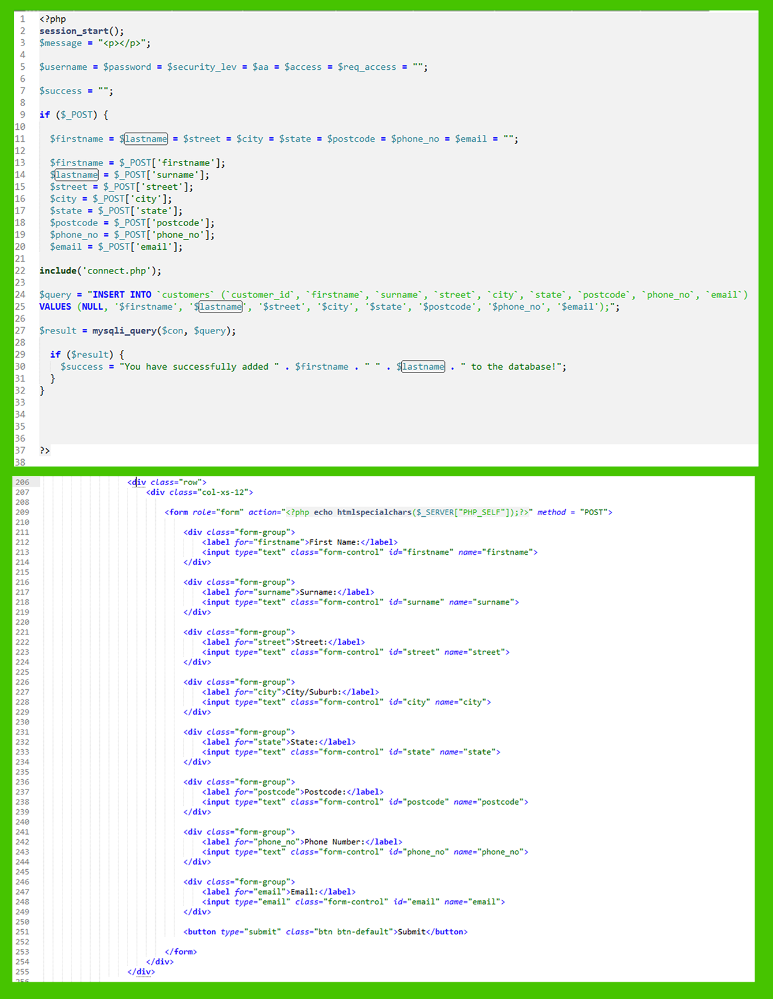 1 <?php
2 session_start();
3 $message = "<p></p>";
4
5 $username = $password = $security_lev = $aa = $access = $req_access = "";
6
7 $success = "";
8
9 if ($_POST) {
10
11 $firstname = $lastname = $street = $city = $state = $postcode = $phone_no = $email = "";
12
13 $firstname = $_POST['firstname'];
14 $lastname = $_POST['surname'];
15 $street = $_POST['street'];
16 $city = $_POST['city'];
17 $state = $_POST['state'];
18 $postcode = $_POST['postcode'];
19 $phone_no = $_POST['phone_no'];
20 $email = $_POST['email'];
21
22 include('connect.php');
23
24 $query = "INSERT INTO `customers` (`customer_id`, `firstname`, `surname`, `street`, `city`, `state`, `postcode`, `phone_no`, `email`)
25 VALUES (NULL, '$firstname', '$lastname', '$street', '$city', '$state', '$postcode', '$phone_no', '$email');";
26
27 $result = mysqli_query($con, $query);
28
29 if ($result) {
30 $success = "You have successfully added " . $firstname . " " . $lastname . " to the database!";
31 }
32 }
33
34
35
36
37 ?>
38
206 <div class="row">
207 <div class="col-xs-12">
208
209 <form role="form" action="<?php echo htmlspecialchars($_SERVER["PHP_SELF"]);?>" method = "POST">
210
211 <div class="form-group">
212 <label for="firstname">First Name:</label>
213 <input type="text" class="form-control" id="firstname" name="firstname">
214 </div>
215
216 <div class="form-group">
217 <label for="surname">Surname:</label>
218 <input type="text" class="form-control" id="surname" name="surname">
219 </div>
220
221 <div class="form-group">
222 <label for="street">Street:</label>
223 <input type="text" class="form-control" id="street" name="street">
224 </div>
225
226 <div class="form-group">
227 <label for="city">City/Suburb:</label>
228 <input type="text" class="form-control" id="city" name="city">
229 </div>
230
231 <div class="form-group">
232 <label for="state">State:</label>
233 <input type="text" class="form-control" id="state" name="state">
234 </div>
235
236 <div class="form-group">
237 <label for="postcode">Postcode:</label>
238 <input type="text" class="form-control" id="postcode" name="postcode">
239 </div>
240
241 <div class="form-group">
242 <label for="phone_no">Phone Number:</label>
243 <input type="text" class="form-control" id="phone_no" name="phone_no">
244 </div>
245
246 <div class="form-group">
247 <label for="email">Email:</label>
248 <input type="email" class="form-control" id="email" name="email">
249 </div>
250
251 <button type="submit" class="btn btn-default">Submit</button>
252
253 </form>
254 </div>
255 </div>
256